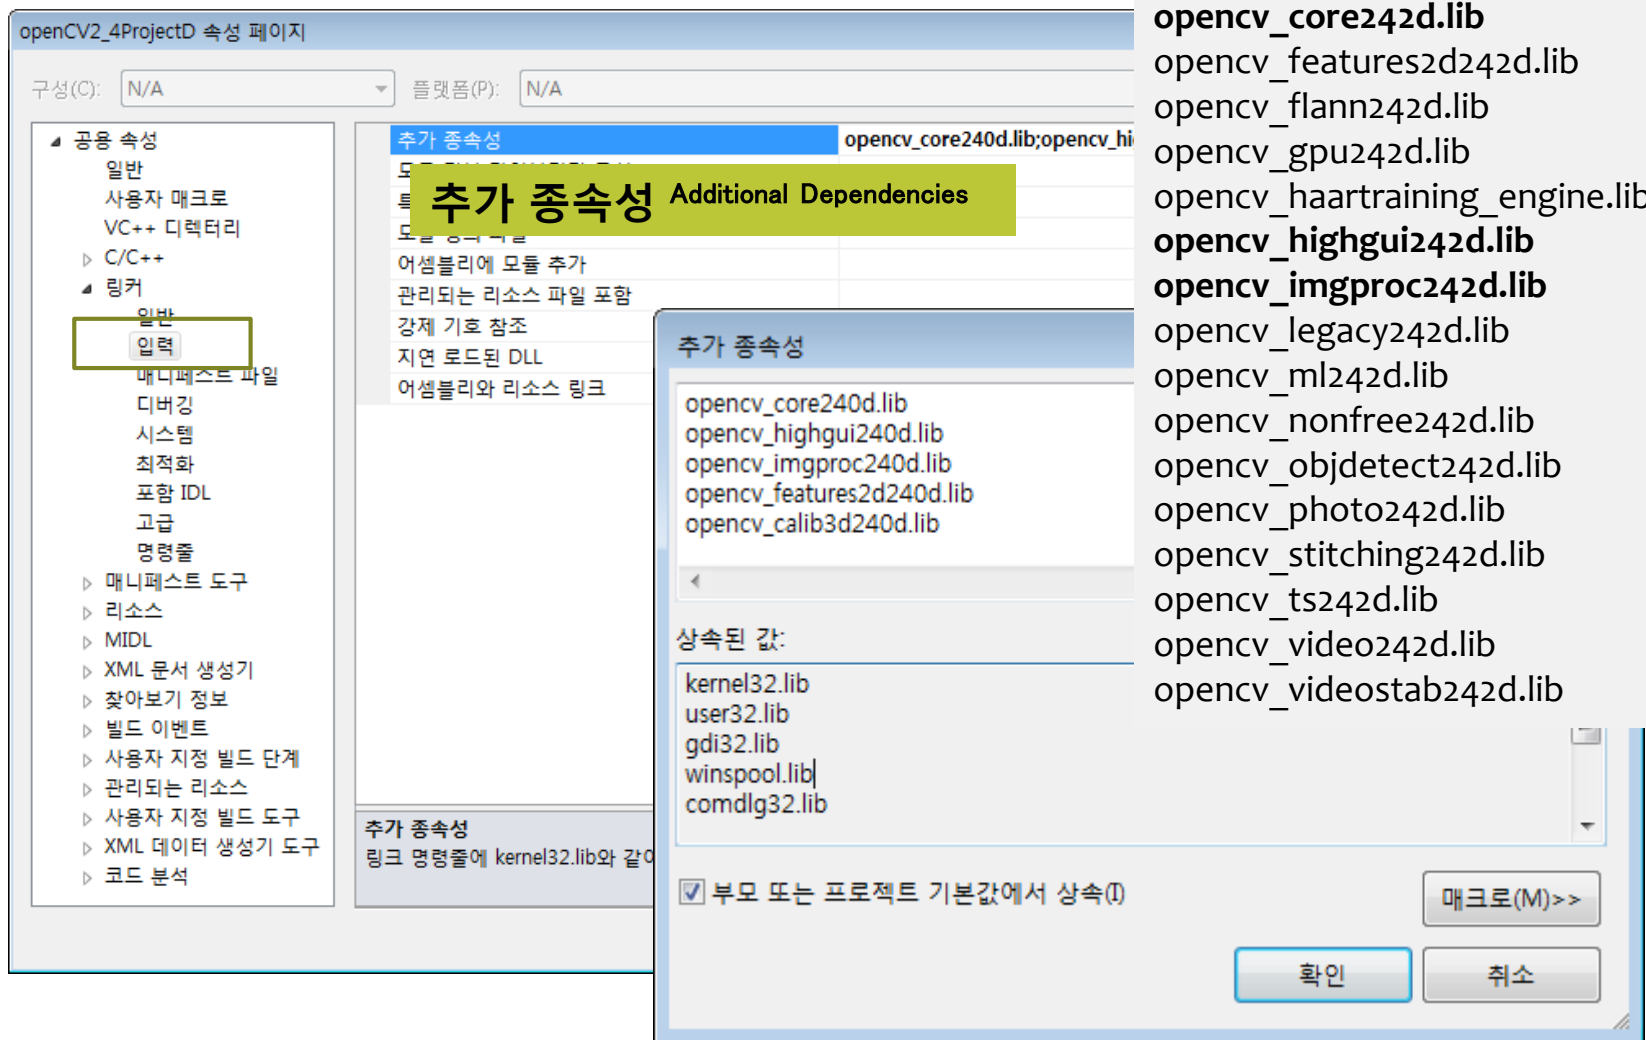 openCV2_4ProjectD 속성 페이지
구성(C): N/A 플랫폼(P): N/A
공용 속성
일반
사용자 매크로
VC++ 디렉터리
C/C++
링커
일반
입력
매니페스트 파일
디버깅
시스템
최적화
포함 IDL
고급
명령줄
매니페스트 도구
리소스
MIDL
XML 문서 생성기
찾아보기 정보
빌드 이벤트
사용자 지정 빌드 단계
관리되는 리소스
사용자 지정 빌드 도구
XML 데이터 생성기 도구
코드 분석
추가 종속성 opencv_core240d.lib;opencv_hi
추가 종속성 Additional Dependencies
어셈블리에 모듈 추가
관리되는 리소스 파일 포함
강제 기호 참조
지연 로드된 DLL
어셈블리와 리소스 링크
추가 종속성
링크 명령줄에 kernel32.lib와 같이
추가 종속성
opencv_core240d.lib
opencv_highgui240d.lib
opencv_imgproc240d.lib
opencv_features2d240d.lib
opencv_calib3d240d.lib
상속된 값:
kernel32.lib
user32.lib
gdi32.lib
winspool.lib
comdlg32.lib
부모 또는 프로젝트 기본값에서 상속(I)
매크로(M)>>
확인
취소
opencv_core242d.lib
opencv_features2d242d.lib
opencv_flann242d.lib
opencv_gpu242d.lib
opencv_haartraining_engine.lib
opencv_highgui242d.lib
opencv_imgproc242d.lib
opencv_legacy242d.lib
opencv_ml242d.lib
opencv_nonfree242d.lib
opencv_objdetect242d.lib
opencv_photo242d.lib
opencv_stitching242d.lib
opencv_ts242d.lib
opencv_video242d.lib
opencv_videostab242d.lib